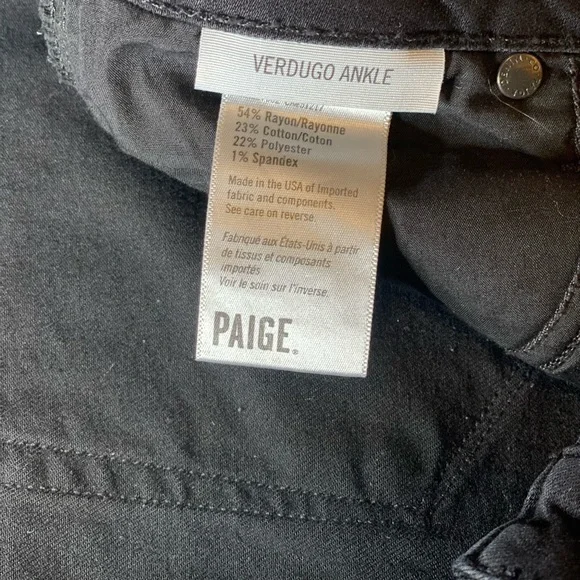 VERDUGO ANKLE
54% Rayon/Rayonne
23% Cotton/Coton
22% Polyester
1% Spandex
Made in the USA of Imported
fabric and components.
See care on reverse.
Fabriqué aux États-Unis à partir
de tissus et composants
importés
Voir le soin sur l'inverse.
PAIGE.